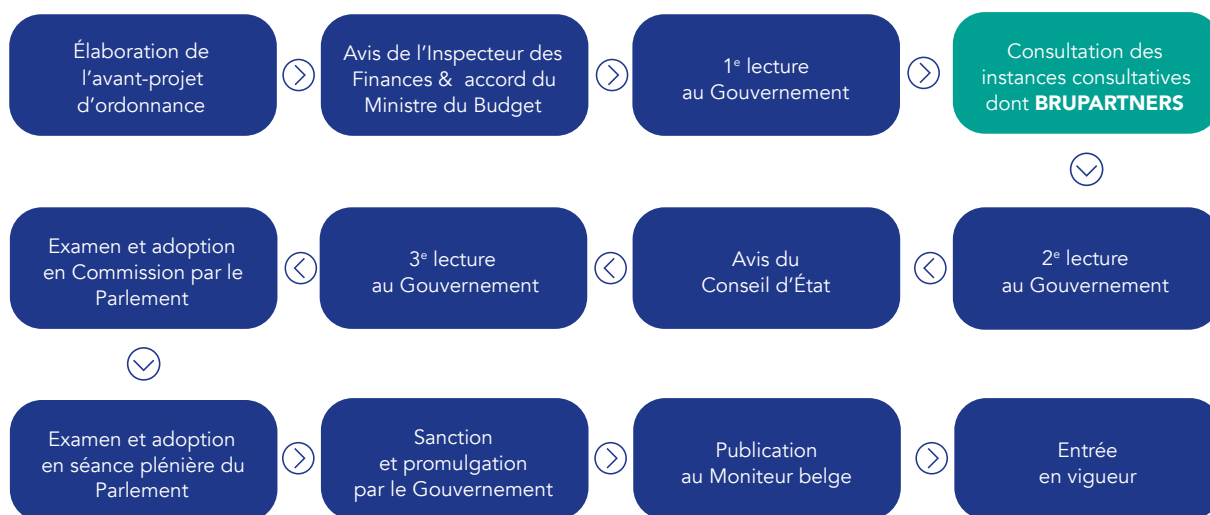 Élaboration de
l'avant-projet
d'ordonnance
Avis de l'Inspecteur des
Finances & accord du
Ministre du Budget
1e lecture
au Gouvernement
Consultation des
instances consultatives
dont BRUPARTNERS
2e lecture
au Gouvernement
Avis du
Conseil d'État
3e lecture
au Gouvernement
Examen et adoption
en Commission par le
Parlement
Examen et adoption
en séance plénière du
Parlement
Sanction
et promulgation
par le Gouvernement
Publication
au Moniteur belge
Entrée
en vigueur